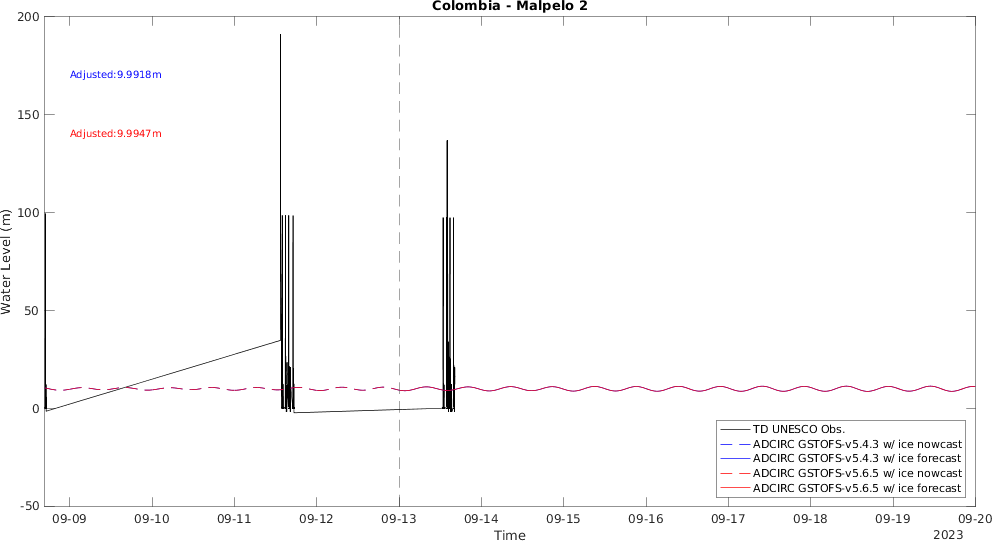 Colombia - Malpelo 2
200
150
100
50
0
-50
Water Level (m)
Adjusted:9.9918m
Adjusted:9.9947m
TD UNESCO Obs.
ADCIRC GSTOFS-v5.4.3 w/ ice nowcast
ADCIRC GSTOFS-v5.4.3 w/ ice forecast
ADCIRC GSTOFS-v5.6.5 w/ ice nowcast
ADCIRC GSTOFS-v5.6.5 w/ ice forecast
09-09 09-10 09-11 09-12 09-13 09-14 09-15 09-16 09-17 09-18 09-19 09-20
Time
2023